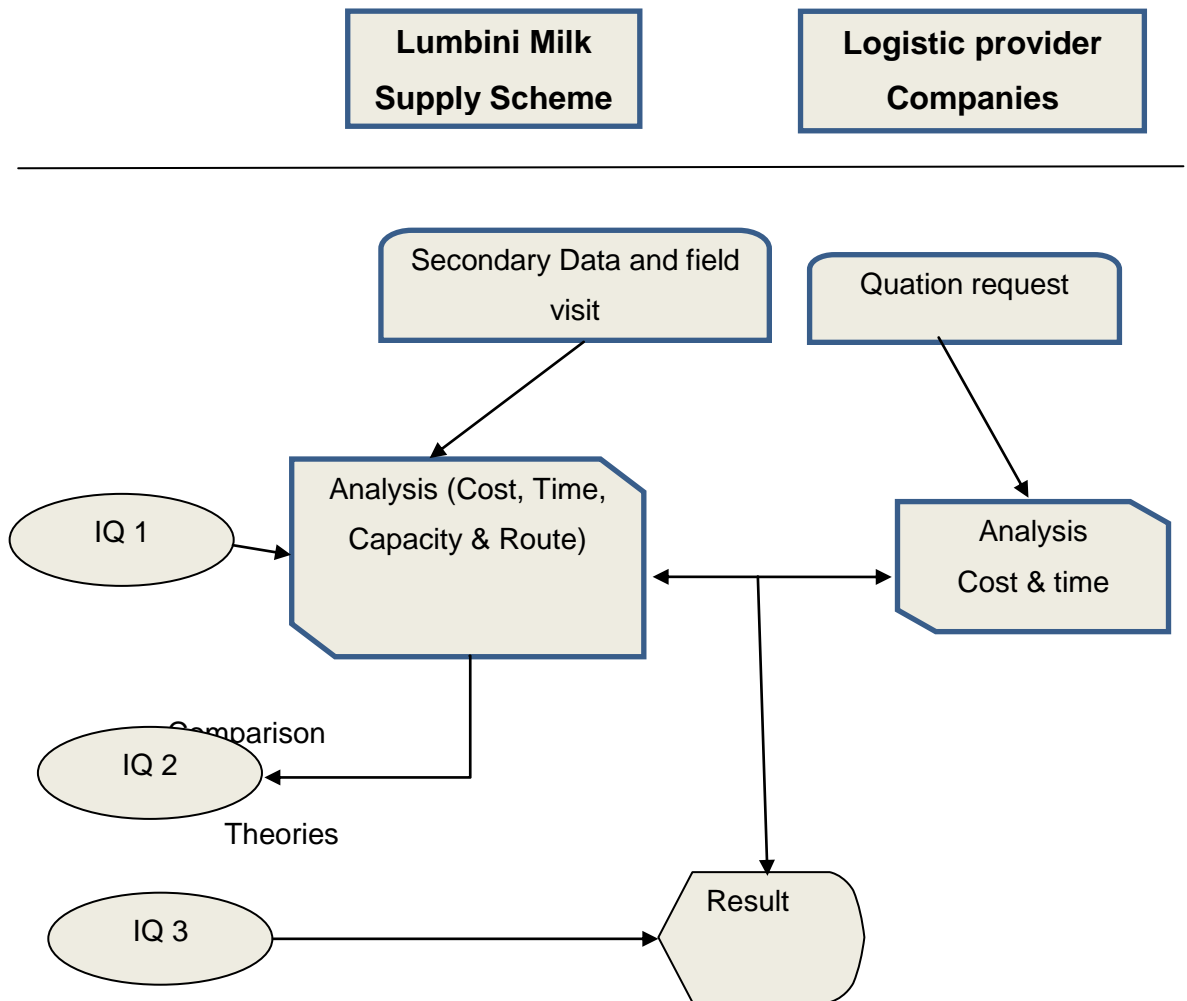 Lumbini Milk
Supply Scheme
Logistic provider
Companies
Secondary Data and field
visit
Quation request
Analysis (Cost, Time,
Capacity & Route)
IQ 1
Analysis
Cost & time
Comparison
IQ 2
Theories
Result
IQ 3